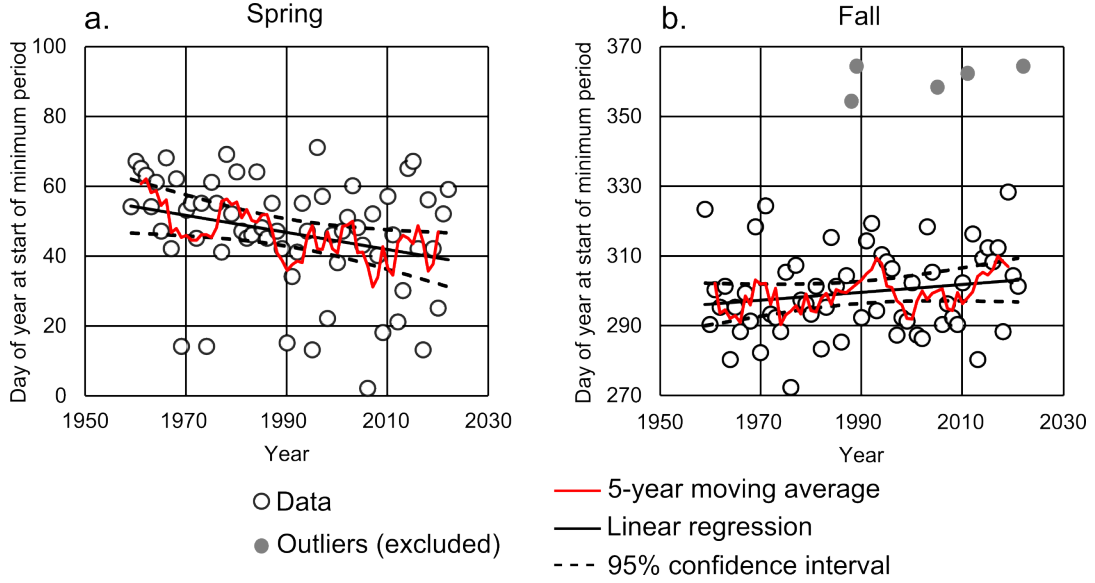 a.
Spring
Day of year at start of minimum period
100
80
60
40
20
0
1950
1970
1990
2010
2030
Year
b.
Fall
Day of year at start of minimum period
370
350
330
310
290
270
1950
1970
1990
2010
2030
Year
Data
Outliers (excluded)
5-year moving average
Linear regression
95% confidence interval